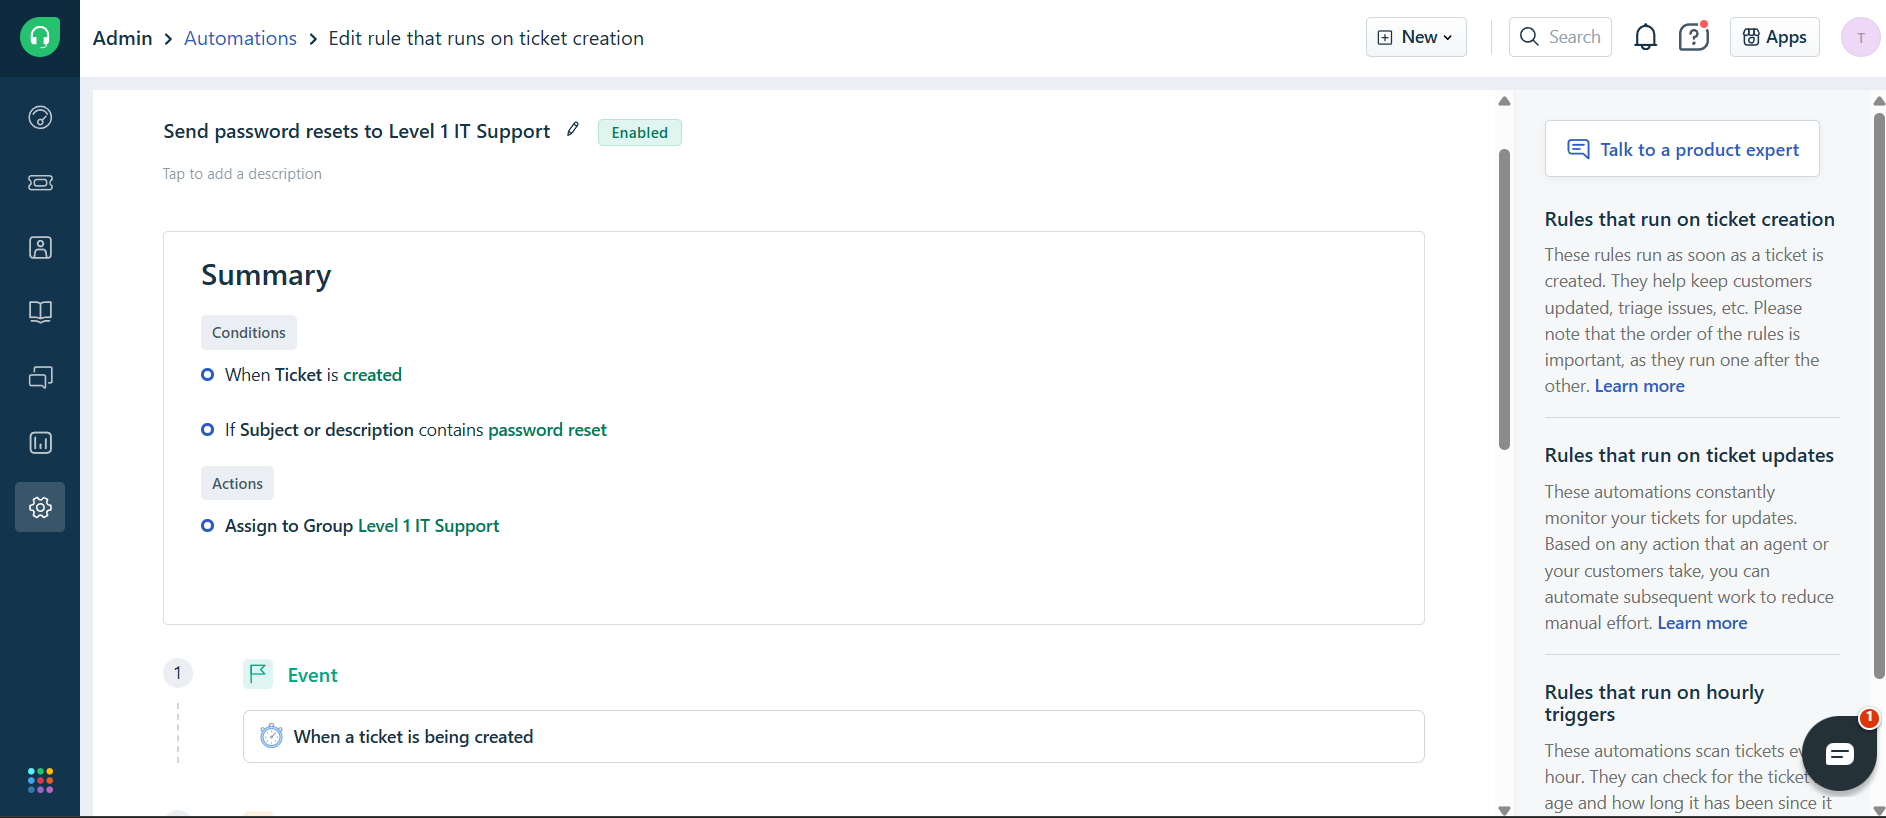 Admin > Automations > Edit rule that runs on ticket creation
New
Search
Apps
T
Send password resets to Level 1 IT Support
Enabled
Tap to add a description
Summary
Conditions
When Ticket is created
If Subject or description contains password reset
Actions
Assign to Group Level 1 IT Support
1
Event
When a ticket is being created
Talk to a product expert
Rules that run on ticket creation
These rules run as soon as a ticket is
created. They help keep customers
updated, triage issues, etc. Please
note that the order of the rules is
important, as they run one after the
other. Learn more
Rules that run on ticket updates
These automations constantly
monitor your tickets for updates.
Based on any action that an agent or
your customers take, you can
automate subsequent work to reduce
manual effort. Learn more
Rules that run on hourly
triggers
These automations scan tickets
hour. They can check for the ticket
age and how long it has been since it
1